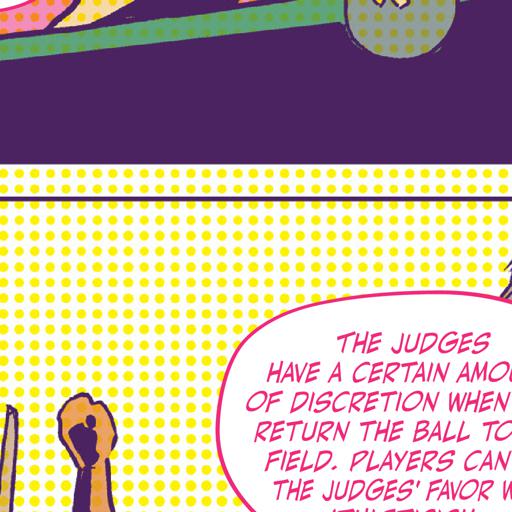 THE JUDGES
HAVE A CERTAIN
OF DISCRETION WHEN
RETURN THE BALL TO
FIELD. PLAYERS CAN
THE JUDGES' FAVOR